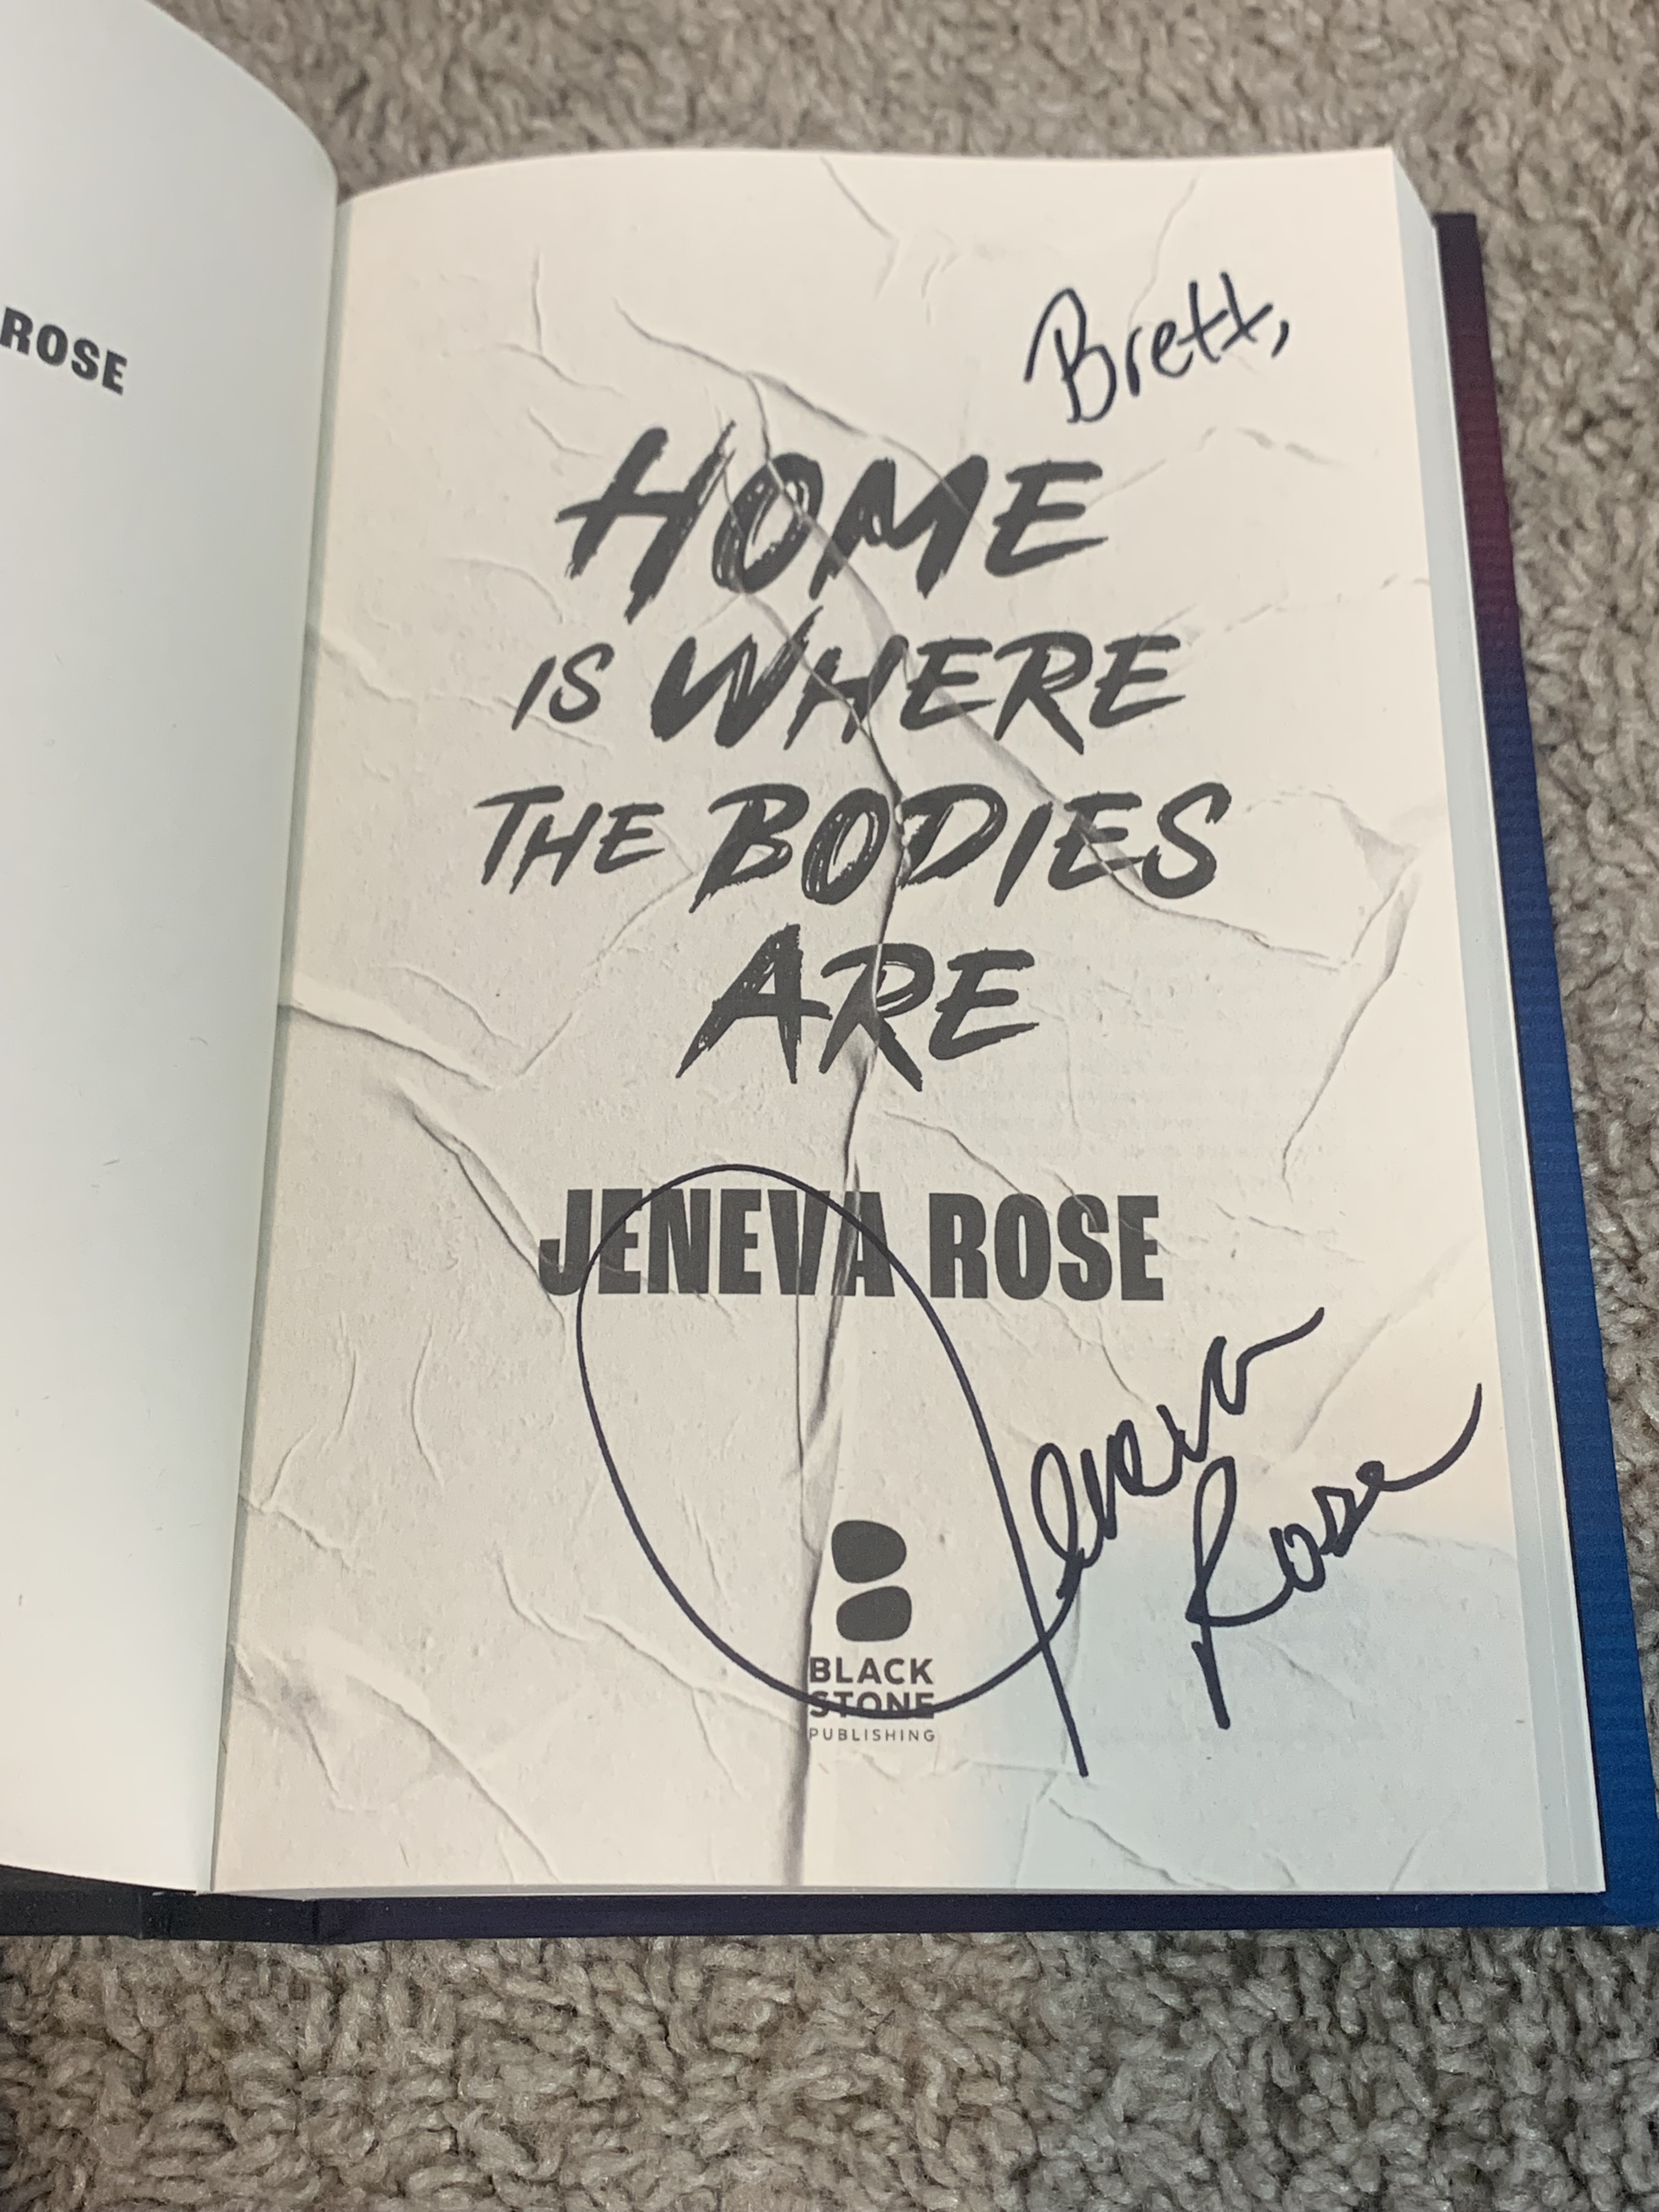 ROSE
Brett,
HOME
IS WHERE
THE BODIES
ARE
JENEVA ROSE
Jeneva
Rose
BLACK
STONE
PUBLISHING